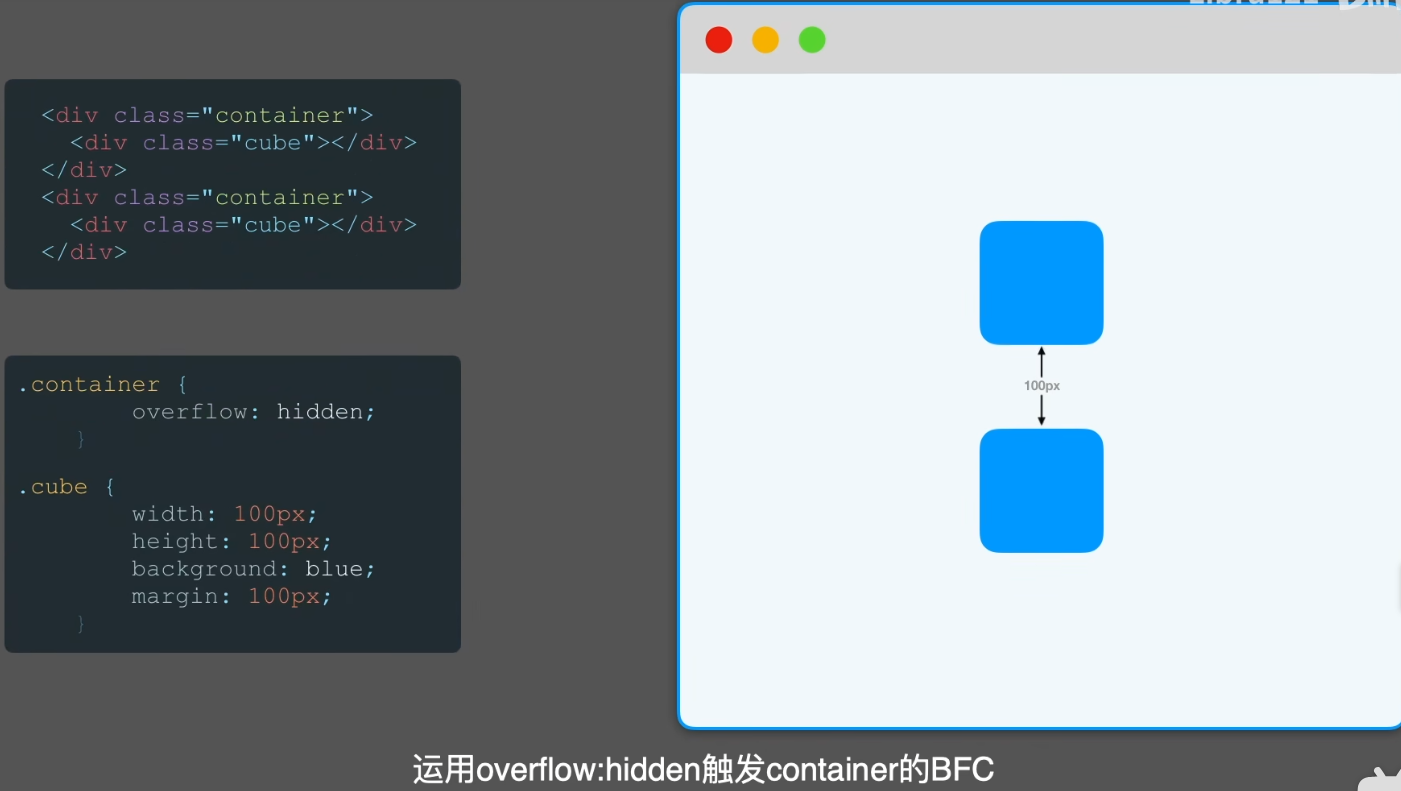 <div class="container">
  <div class="cube"></div>
</div>
<div class="container">
  <div class="cube"></div>
</div>
.container {
        overflow: hidden;
    }
.cube {
        width: 100px;
        height: 100px;
        background: blue;
        margin: 100px;
    }
100px
运用overflow:hidden触发container的BFC